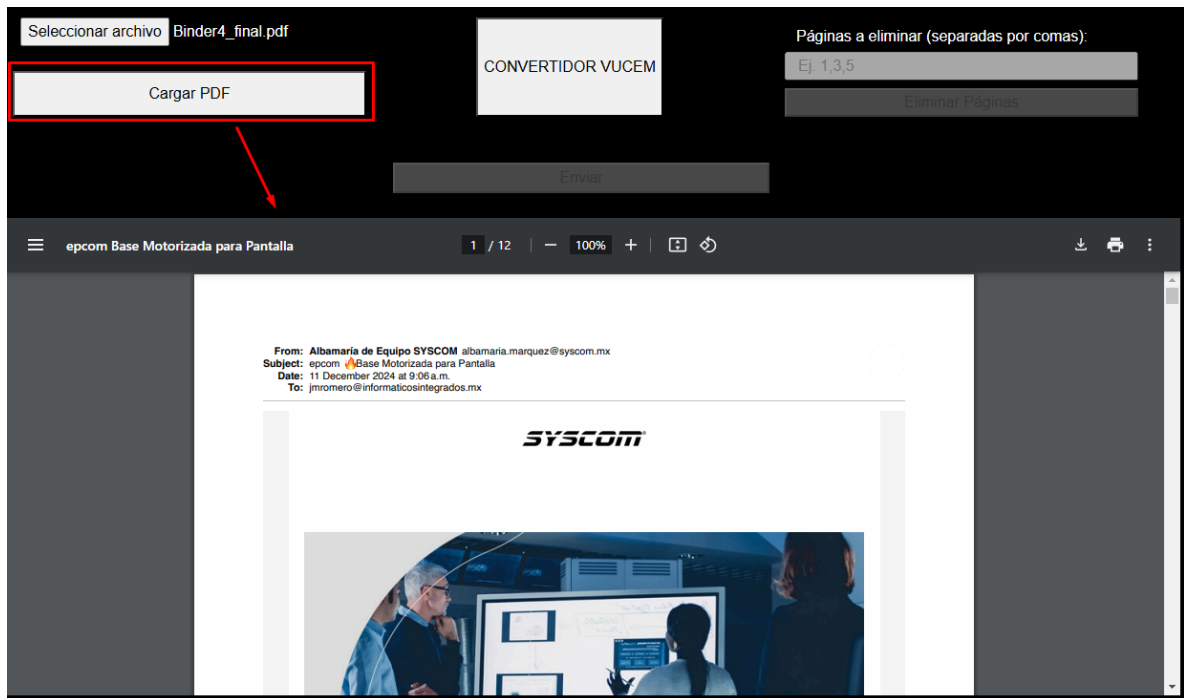 Seleccionar archivo Binder4_final.pdf
Páginas a eliminar (separadas por comas):
CONVERTIDOR VUCEM
Ej. 1,3,5
Cargar PDF
Eliminar Páginas
Enviar
epcom Base Motorizada para Pantalla
1 / 12
100%
From: Albamaría de Equipo SYSCOM albamaria.marquez@syscom.mx
Subject: epcom 🔥Base Motorizada para Pantalla
Date: 11 December 2024 at 9:06 a.m.
To: jmromero@informaticosintegrados.mx
SYSCOM